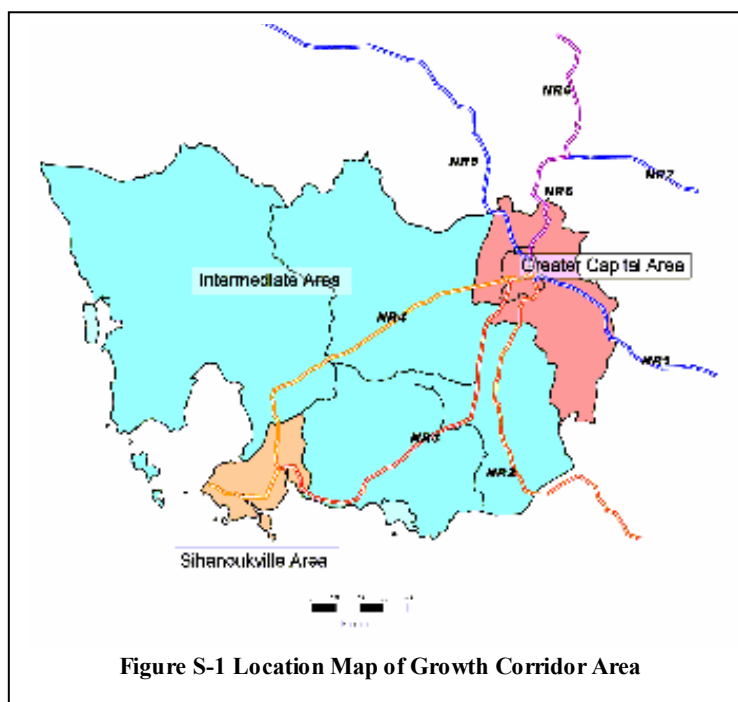 NR6
NR5
NR7
NR6
Greater Capital Area
Intermediate Area
NR4
NR1
NR3
NR2
Sihanoukville Area
Figure S-1 Location Map of Growth Corridor Area